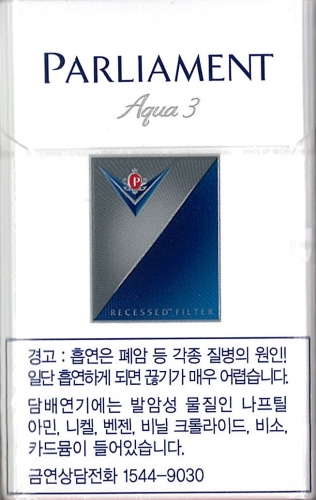 PARLIAMENT
Aqua 3
P
RECESSED™ FILTER
경고 : 흡연은 폐암 등 각종 질병의 원인!
일단 흡연하게 되면 끊기가 매우 어렵습니다.
담배연기에는 발암성 물질인 나프틸
아민, 니켈, 벤젠, 비닐 크롤라이드, 비소,
카드뮴이 들어있습니다.
금연상담전화 1544-9030